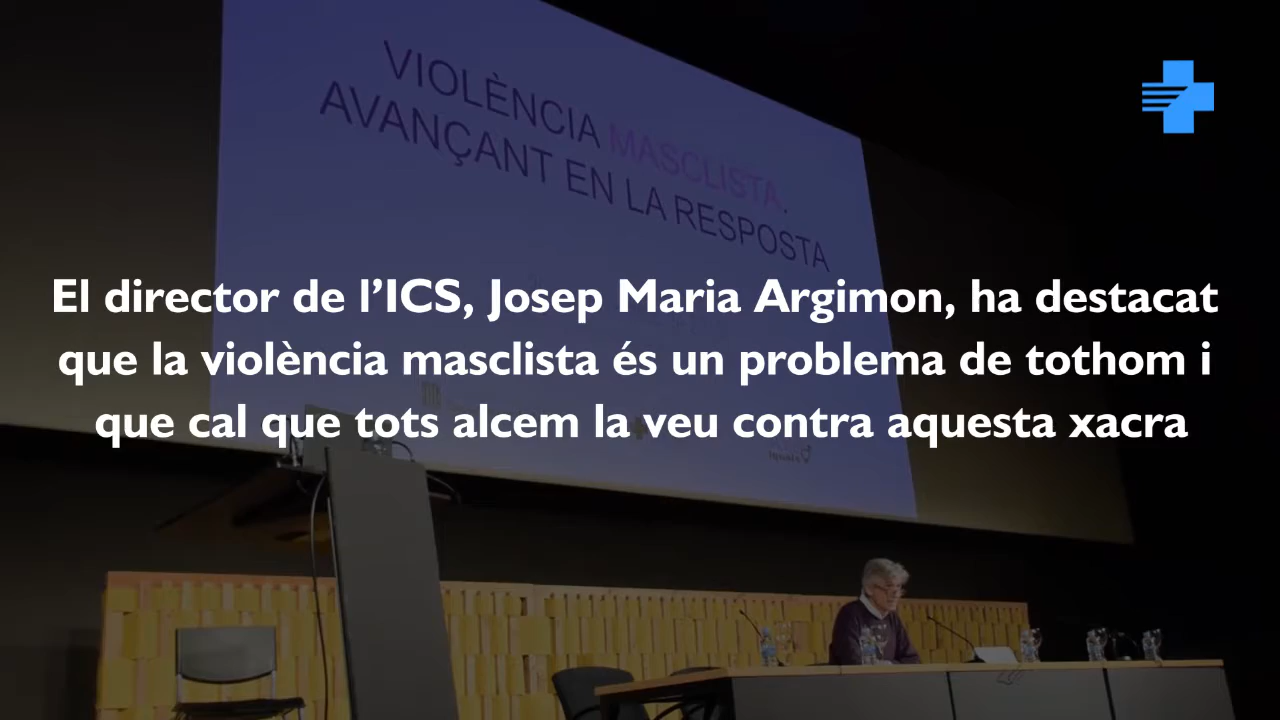 VIOLÈNCIA MASCLISTA.
AVANÇANT EN LA RESPOSTA
El director de l’ICS, Josep Maria Argimon, ha destacat
que la violència masclista és un problema de tothom i
que cal que tots alcem la veu contra aquesta xacra